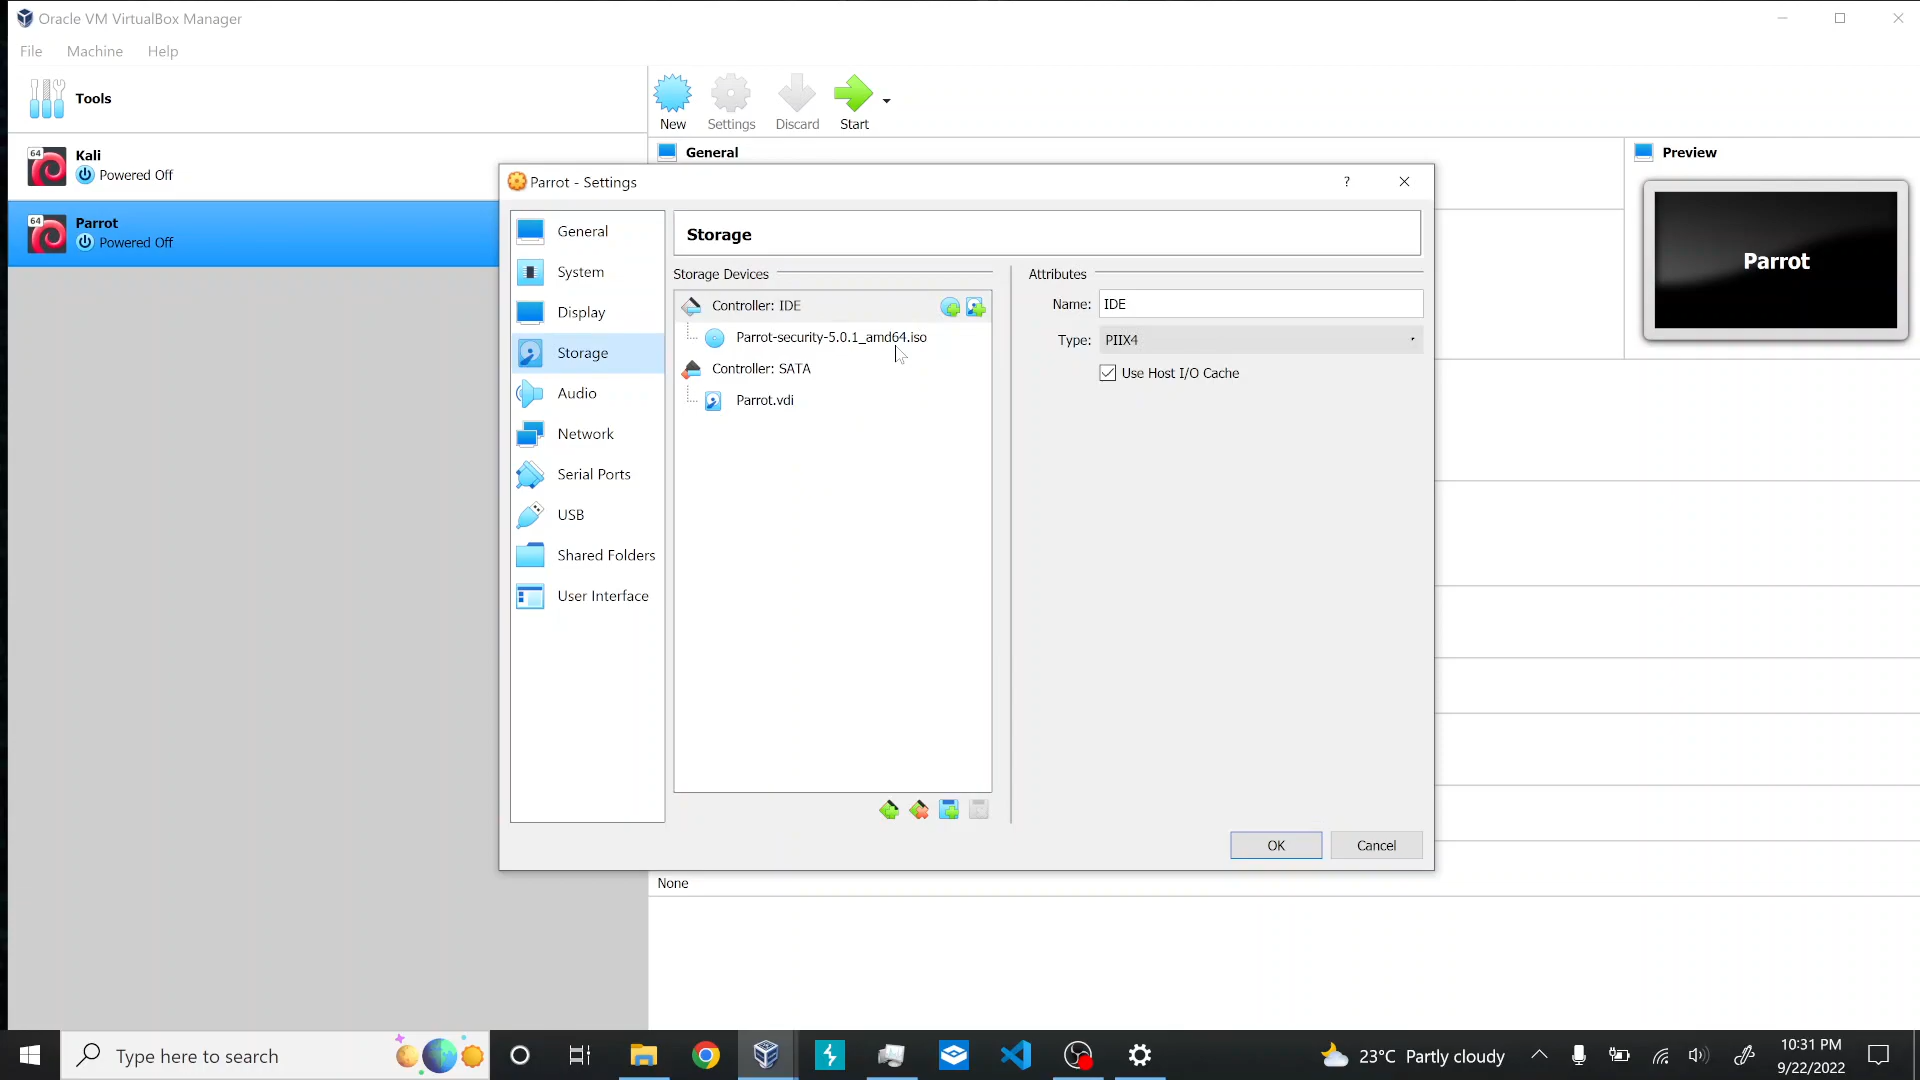 Oracle VM VirtualBox Manager
File Machine Help
Tools
New Settings Discard Start
64 Kali
Powered Off
64 Parrot
Powered Off
General
Preview
Parrot
Parrot - Settings ?
General
System
Display
Storage
Audio
Network
Serial Ports
USB
Shared Folders
User Interface
Storage
Storage Devices
Controller: IDE
Parrot-security-5.0.1_amd64.iso
Controller: SATA
Parrot.vdi
Attributes
Name: IDE
Type: PIIX4
Use Host I/O Cache
OK Cancel
None
Type here to search
23°C Partly cloudy
10:31 PM
9/22/2022